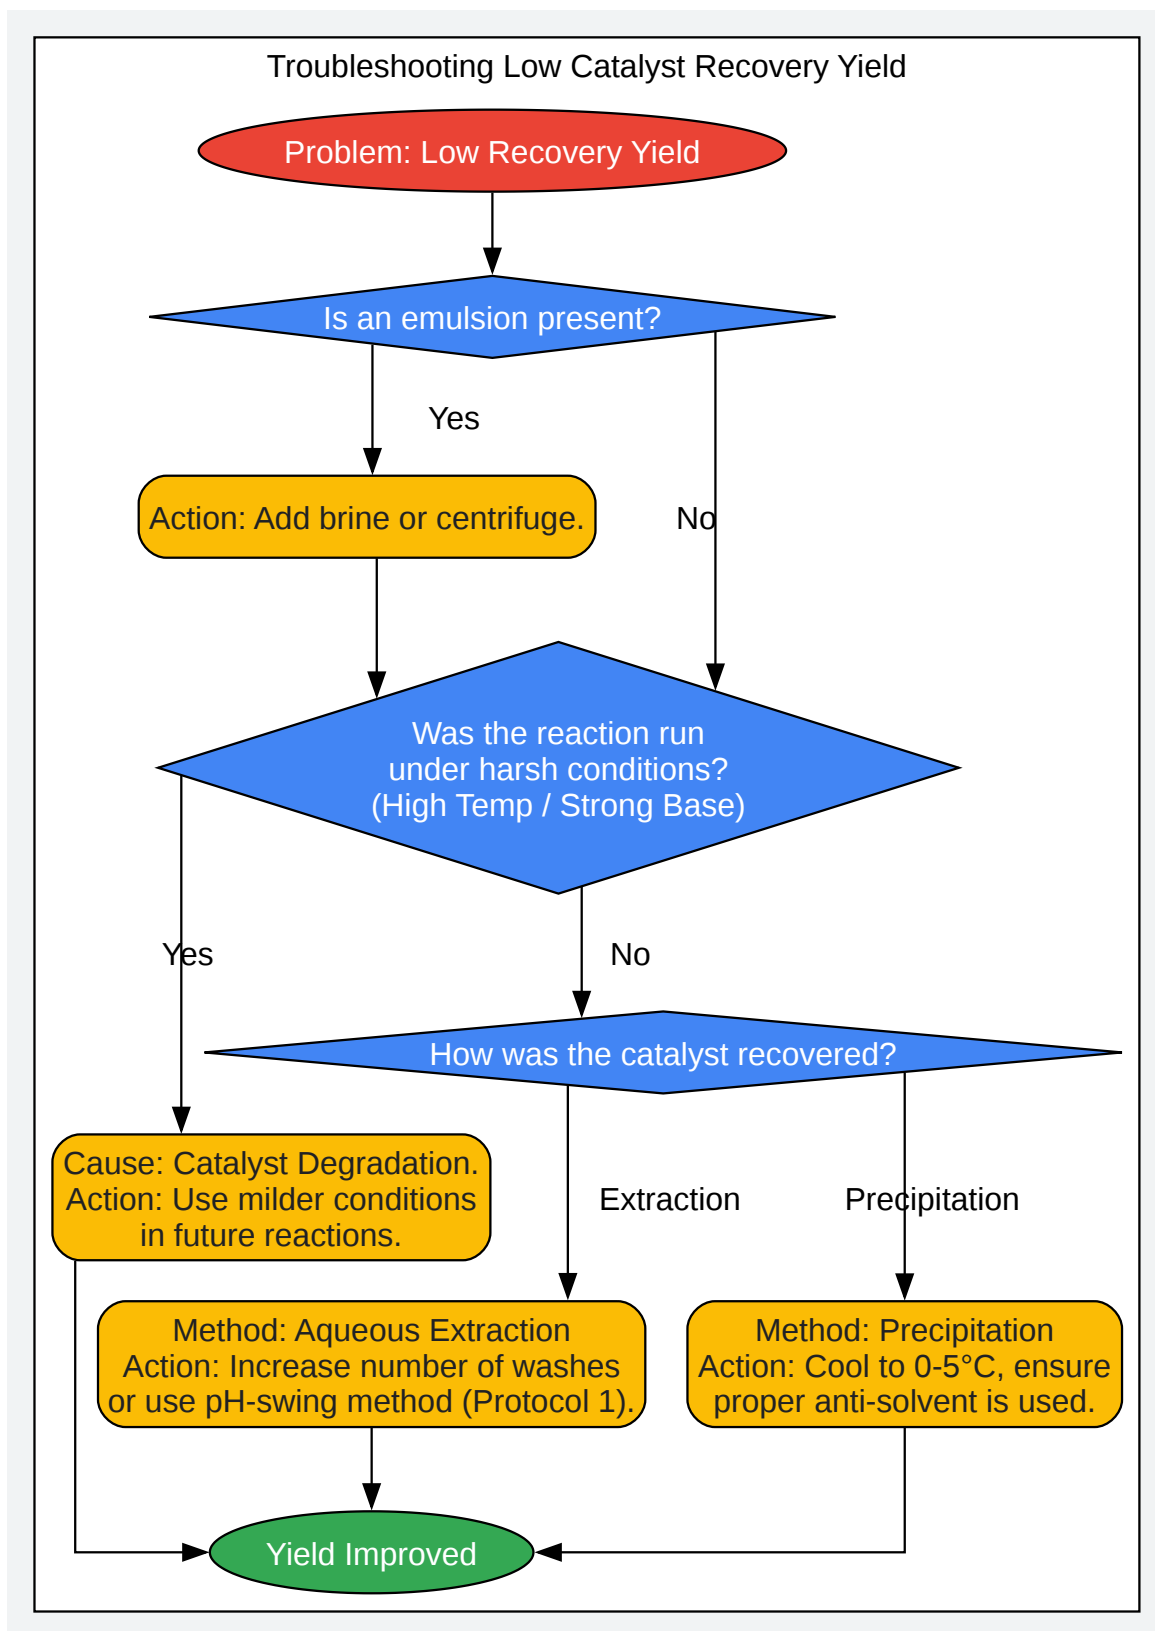 Troubleshooting Low Catalyst Recovery Yield
Problem: Low Recovery Yield
Is an emulsion present?
Yes
Action: Add brine or centrifuge.
No
Was the reaction run
under harsh conditions?
(High Temp / Strong Base)
Yes
No
How was the catalyst recovered?
Cause: Catalyst Degradation.
Action: Use milder conditions
in future reactions.
Extraction
Precipitation
Method: Aqueous Extraction
Action: Increase number of washes
or use pH-swing method (Protocol 1).
Method: Precipitation
Action: Cool to 0-5°C, ensure
proper anti-solvent is used.
Yield Improved